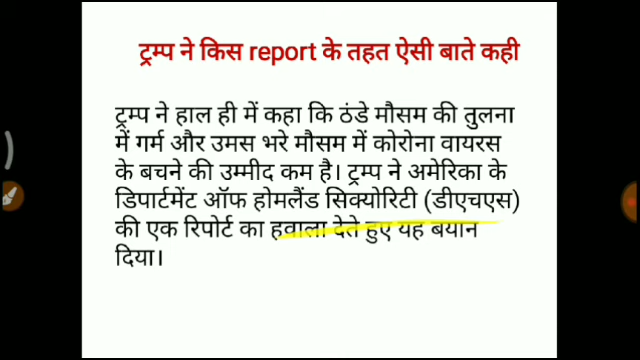 ट्रम्प ने किस report के तहत ऐसी बाते कही
ट्रम्प ने हाल ही में कहा कि ठंडे मौसम की तुलना
में गर्म और उमस भरे मौसम में कोरोना वायरस
के बचने की उम्मीद कम है। ट्रम्प ने अमेरिका के
डिपार्टमेंट ऑफ होमलैंड सिक्योरिटी (डीएचएस)
की एक रिपोर्ट का हवाला देते हुए यह बयान
दिया।